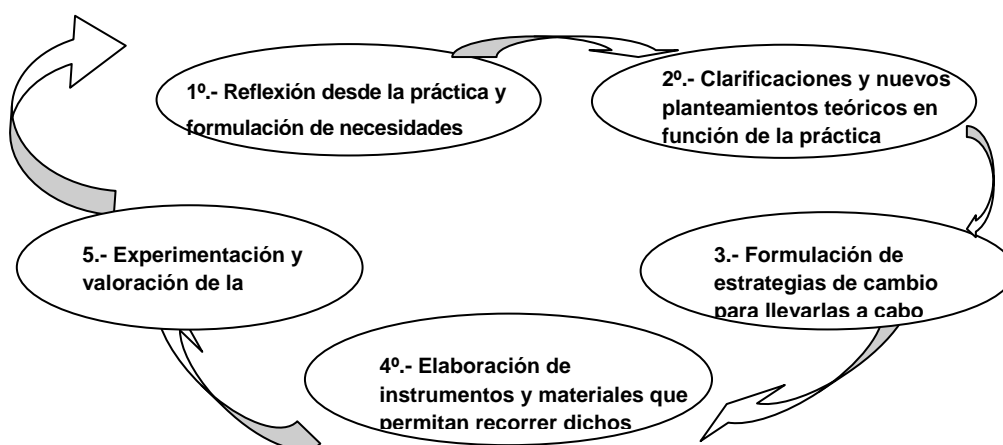 1º.- Reflexión desde la práctica y
formulación de necesidades
2º.- Clarificaciones y nuevos
planteamientos teóricos en
función de la práctica
3.- Formulación de
estrategias de cambio
para llevarlas a cabo
4º.- Elaboración de
instrumentos y materiales que
permitan recorrer dichos
5.- Experimentación y
valoración de la